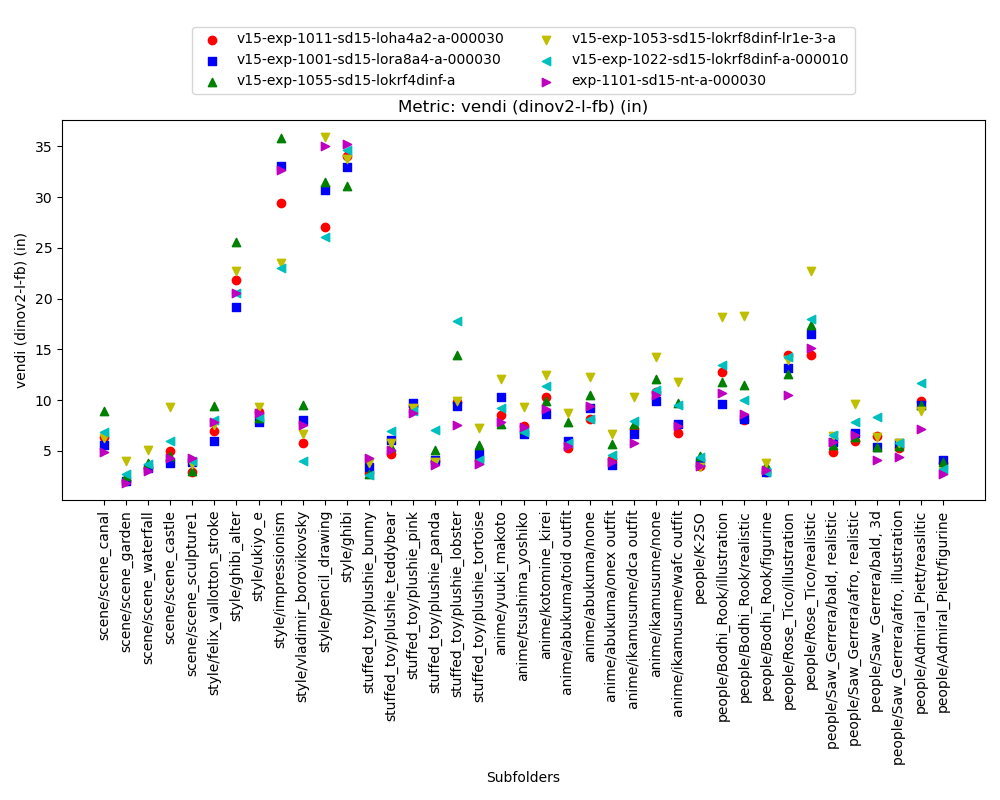 v15-exp-1011-sd15-loha4a2-a-000030
v15-exp-1001-sd15-lora8a4-a-000030
v15-exp-1055-sd15-lokrf4dinf-a
v15-exp-1053-sd15-lokrf8dinf-lr1e-3-a
v15-exp-1022-sd15-lokrf8dinf-a-000010
exp-1101-sd15-nt-a-000030
Metric: vendi (dinov2-l-fb) (in)
vendi (dinov2-l-fb) (in)
35
30
25
20
15
10
5
scene/scene_canal
scene/scene_garden
scene/scene_waterfall
scene/scene_castle
scene/scene_sculpture1
style/felix_vallotton_stroke
style/ghibi_alter
style/ukiyo_e
style/impressionism
style/vladimir_borovikovsky
style/pencil_drawing
style/ghibi
stuffed_toy/plushie_bunny
stuffed_toy/plushie_teddybear
stuffed_toy/plushie_pink
stuffed_toy/plushie_panda
stuffed_toy/plushie_lobster
stuffed_toy/plushie_tortoise
anime/yuuki_makoto
anime/tsushima_yoshiko
anime/kotomine_kirei
anime/abukuma/toid outfit
anime/abukuma/none
anime/abukuma/onex outfit
anime/ikamusume/dca outfit
anime/ikamusume/none
anime/ikamusume/wafc outfit
people/K-2SO
people/Bodhi_Rook/illustration
people/Bodhi_Rook/realistic
people/Bodhi_Rook/figurine
people/Rose_Tico/illustration
people/Rose_Tico/realistic
people/Saw_Gerrera/bald, realistic
people/Saw_Gerrera/afro, realistic
people/Saw_Gerrera/bald, 3d
people/Saw_Gerrera/afro, illustration
people/Admiral_Piett/reaslitic
people/Admiral_Piett/figurine
Subfolders